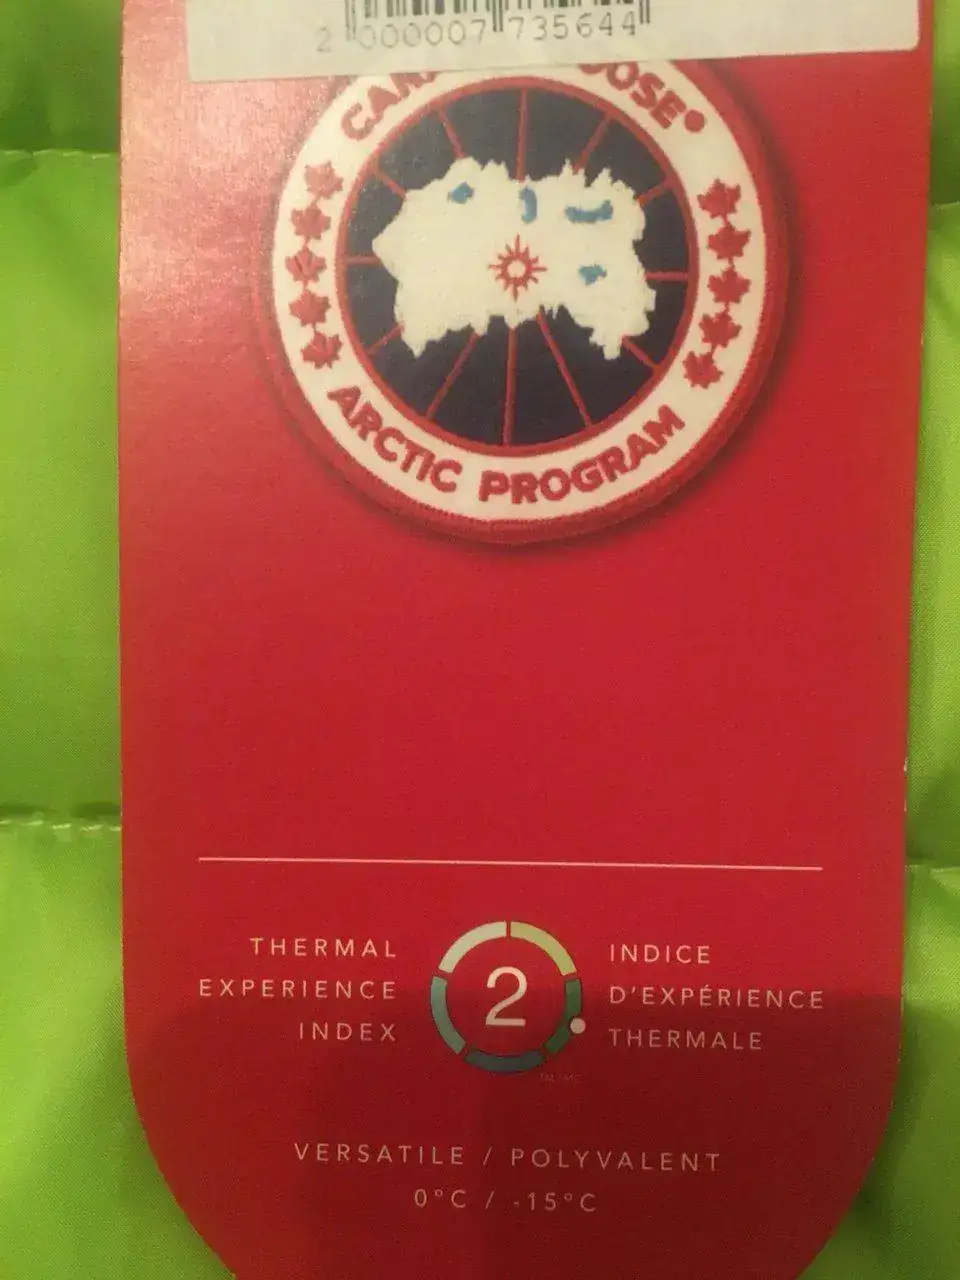 2 000007 735644
ARCTIC PROGRAM
THERMAL
EXPERIENCE
INDEX
2
INDICE
D'EXPÉRIENCE
THERMALE
VERSATILE / POLYVALENT
0°C / -15°C